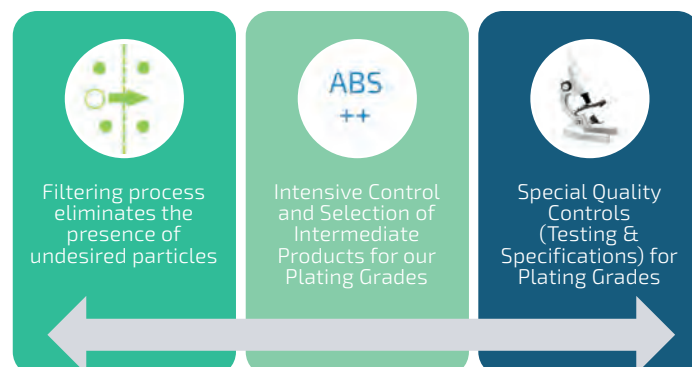 Filtering process
eliminates the
presence of
undesired particles
ABS
++
Intensive Control
and Selection of
Intermediate
Products for our
Plating Grades
Special Quality
Controls
(Testing &
Specifications) for
Plating Grades